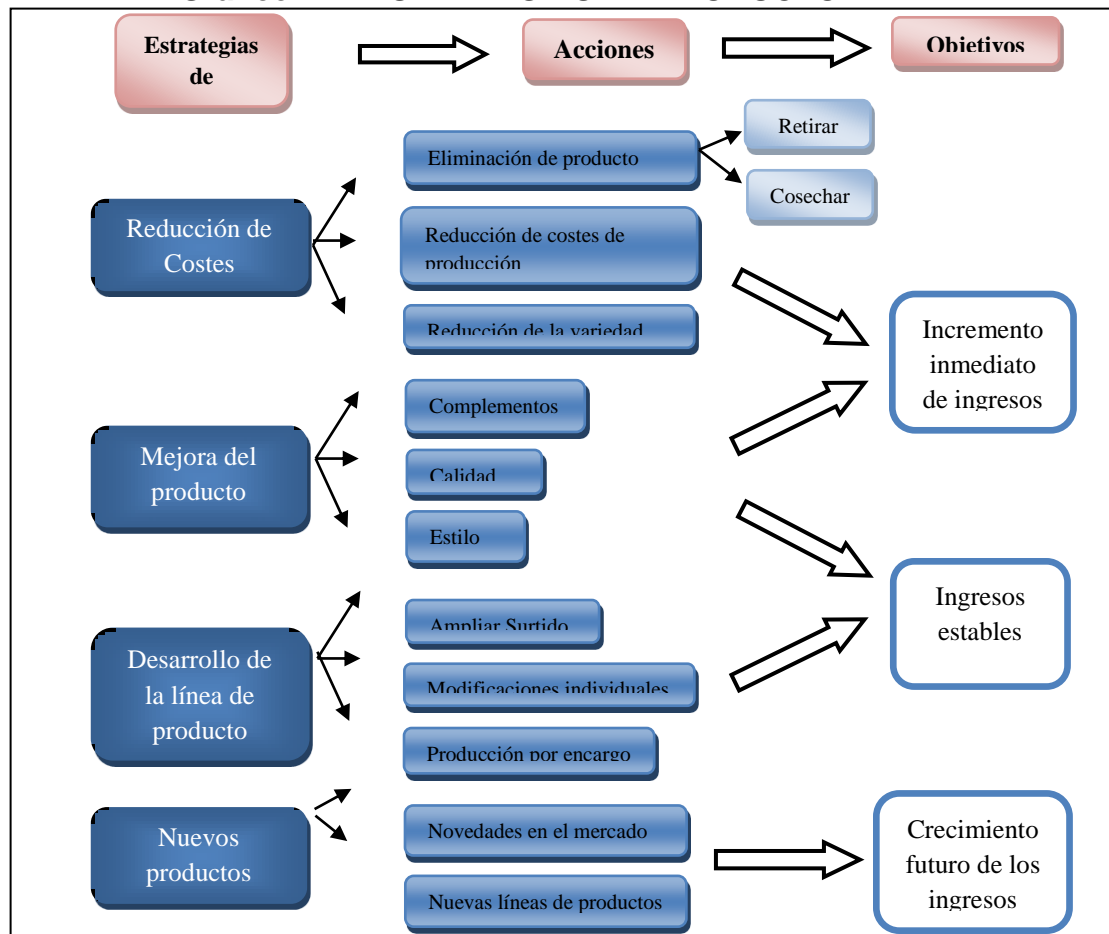 Estrategias
de
Acciones
Objetivos
Eliminación de producto
Retirar
Cosechar
Reducción de
Costes
Reducción de costes de
producción
Reducción de la variedad
Incremento
inmediato
de ingresos
Complementos
Mejora del
producto
Calidad
Estilo
Ingresos
estables
Ampliar Surtido
Desarrollo de
la línea de
producto
Modificaciones individuales
Producción por encargo
Nuevos
productos
Novedades en el mercado
Nuevas líneas de productos
Crecimiento
futuro de los
ingresos